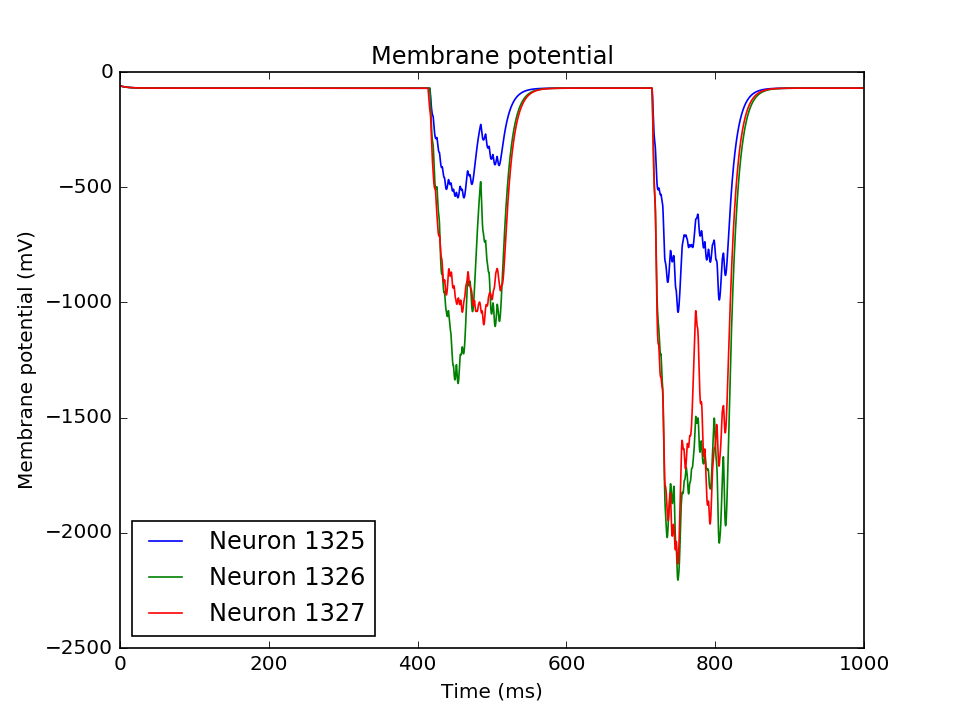 Membrane potential
Membrane potential (mV)
0
−500
−1000
−1500
−2000
−2500
Neuron 1325
Neuron 1326
Neuron 1327
0 200 400 600 800 1000
Time (ms)